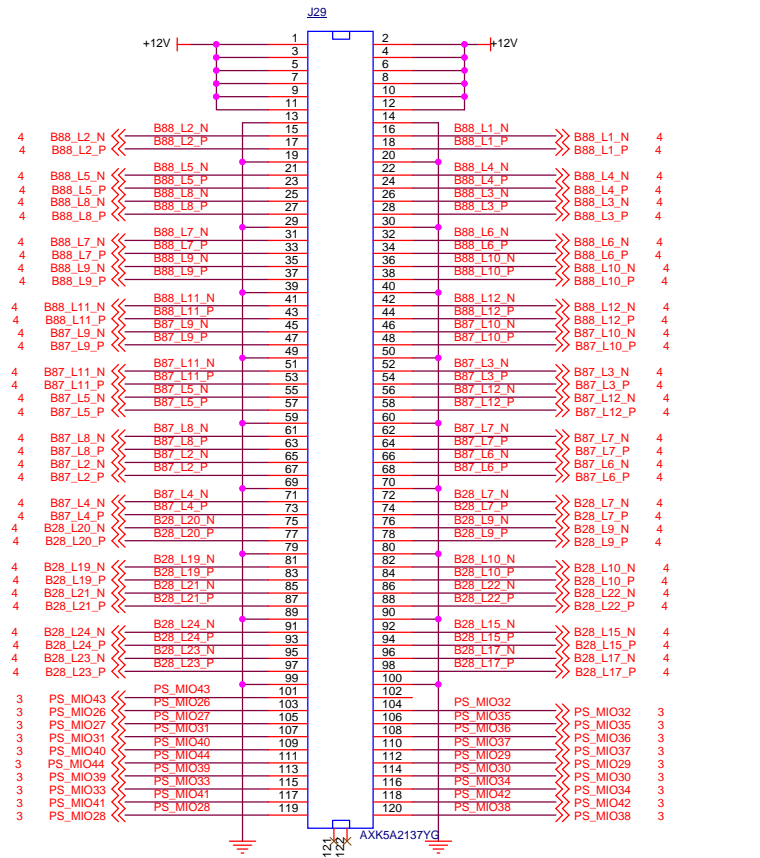 J29
+12V 1 2 +12V
3 4
5 6
7 8
9 10
11 12
13 14
4 B88_L2_N B88_L2_N 15 16 B88_L1_N B88_L1_N 4
4 B88_L2_P B88_L2_P 17 18 B88_L1_P B88_L1_P 4
19 20
4 B88_L5_N B88_L5_N 21 22 B88_L4_N B88_L4_N 4
4 B88_L5_P B88_L5_P 23 24 B88_L4_P B88_L4_P 4
4 B88_L8_N B88_L8_N 25 26 B88_L3_N B88_L3_N 4
4 B88_L8_P B88_L8_P 27 28 B88_L3_P B88_L3_P 4
29 30
4 B88_L7_N B88_L7_N 31 32 B88_L6_N B88_L6_N 4
4 B88_L7_P B88_L7_P 33 34 B88_L6_P B88_L6_P 4
4 B88_L9_N B88_L9_N 35 36 B88_L10_N B88_L10_N 4
4 B88_L9_P B88_L9_P 37 38 B88_L10_P B88_L10_P 4
39 40
4 B88_L11_N B88_L11_N 41 42 B88_L12_N B88_L12_N 4
4 B88_L11_P B88_L11_P 43 44 B88_L12_P B88_L12_P 4
4 B87_L9_N B87_L9_N 45 46 B87_L10_N B87_L10_N 4
4 B87_L9_P B87_L9_P 47 48 B87_L10_P B87_L10_P 4
49 50
4 B87_L11_N B87_L11_N 51 52 B87_L3_N B87_L3_N 4
4 B87_L11_P B87_L11_P 53 54 B87_L3_P B87_L3_P 4
4 B87_L5_N B87_L5_N 55 56 B87_L12_N B87_L12_N 4
4 B87_L5_P B87_L5_P 57 58 B87_L12_P B87_L12_P 4
59 60
4 B87_L8_N B87_L8_N 61 62 B87_L7_N B87_L7_N 4
4 B87_L8_P B87_L8_P 63 64 B87_L7_P B87_L7_P 4
4 B87_L2_N B87_L2_N 65 66 B87_L6_N B87_L6_N 4
4 B87_L2_P B87_L2_P 67 68 B87_L6_P B87_L6_P 4
69 70
4 B87_L4_N B87_L4_N 71 72 B28_L7_N B28_L7_N 4
4 B87_L4_P B87_L4_P 73 74 B28_L7_P B28_L7_P 4
4 B28_L20_N B28_L20_N 75 76 B28_L9_N B28_L9_N 4
4 B28_L20_P B28_L20_P 77 78 B28_L9_P B28_L9_P 4
79 80
4 B28_L19_N B28_L19_N 81 82 B28_L10_N B28_L10_N 4
4 B28_L19_P B28_L19_P 83 84 B28_L10_P B28_L10_P 4
4 B28_L21_N B28_L21_N 85 86 B28_L22_N B28_L22_N 4
4 B28_L21_P B28_L21_P 87 88 B28_L22_P B28_L22_P 4
89 90
4 B28_L24_N B28_L24_N 91 92 B28_L15_N B28_L15_N 4
4 B28_L24_P B28_L24_P 93 94 B28_L15_P B28_L15_P 4
4 B28_L23_N B28_L23_N 95 96 B28_L17_N B28_L17_N 4
4 B28_L23_P B28_L23_P 97 98 B28_L17_P B28_L17_P 4
99 100
3 PS_MIO43 PS_MIO43 101 102
3 PS_MIO26 PS_MIO26 103 104 PS_MIO32 PS_MIO32 3
3 PS_MIO27 PS_MIO27 105 106 PS_MIO35 PS_MIO35 3
3 PS_MIO31 PS_MIO31 107 108 PS_MIO36 PS_MIO36 3
3 PS_MIO40 PS_MIO40 109 110 PS_MIO37 PS_MIO37 3
3 PS_MIO44 PS_MIO44 111 112 PS_MIO29 PS_MIO29 3
3 PS_MIO39 PS_MIO39 113 114 PS_MIO30 PS_MIO30 3
3 PS_MIO33 PS_MIO33 115 116 PS_MIO34 PS_MIO34 3
3 PS_MIO41 PS_MIO41 117 118 PS_MIO42 PS_MIO42 3
3 PS_MIO28 PS_MIO28 119 120 PS_MIO38 PS_MIO38 3
121 122 AXK5A2137YG